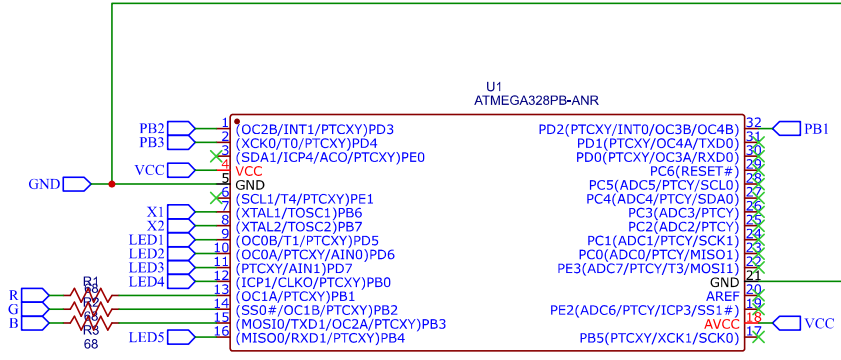 U1
ATMEGA328PB-ANR
PB2 1 (OC2B/INT1/PTCXY)PD3
PB3 2 (XCK0/T0/PTCXY)PD4
3 (SDA1/ICP4/ACO/PTCXY)PE0
VCC 4 VCC
GND 5 GND
6 (SCL1/T4/PTCXY)PE1
X1 7 (XTAL1/TOSC1)PB6
X2 8 (XTAL2/TOSC2)PB7
LED1 9 (OC0B/T1/PTCXY)PD5
LED2 10 (OC0A/PTCXY/AIN0)PD6
LED3 11 (PTCXY/AIN1)PD7
LED4 12 (ICP1/CLKO/PTCXY)PB0
R R1 68 13 (OC1A/PTCXY)PB1
G R2 68 14 (SS0#/OC1B/PTCXY)PB2
B R3 68 15 (MOSI0/TXD1/OC2A/PTCXY)PB3
LED5 16 (MISO0/RXD1/PTCXY)PB4
PD2(PTCXY/INT0/OC3B/OC4B) 32 PB1
PD1(PTCXY/OC4A/TXD0) 31
PD0(PTCXY/OC3A/RXD0) 30
PC6(RESET#) 29
PC5(ADC5/PTCY/SCL0) 28
PC4(ADC4/PTCY/SDA0) 27
PC3(ADC3/PTCY) 26
PC2(ADC2/PTCY) 25
PC1(ADC1/PTCY/SCK1) 24
PC0(ADC0/PTCY/MISO1) 23
PE3(ADC7/PTCY/T3/MOSI1) 22
GND 21
AREF 20
PE2(ADC6/PTCY/ICP3/SS1#) 19
AVCC 18 VCC
PB5(PTCXY/XCK1/SCK0) 17